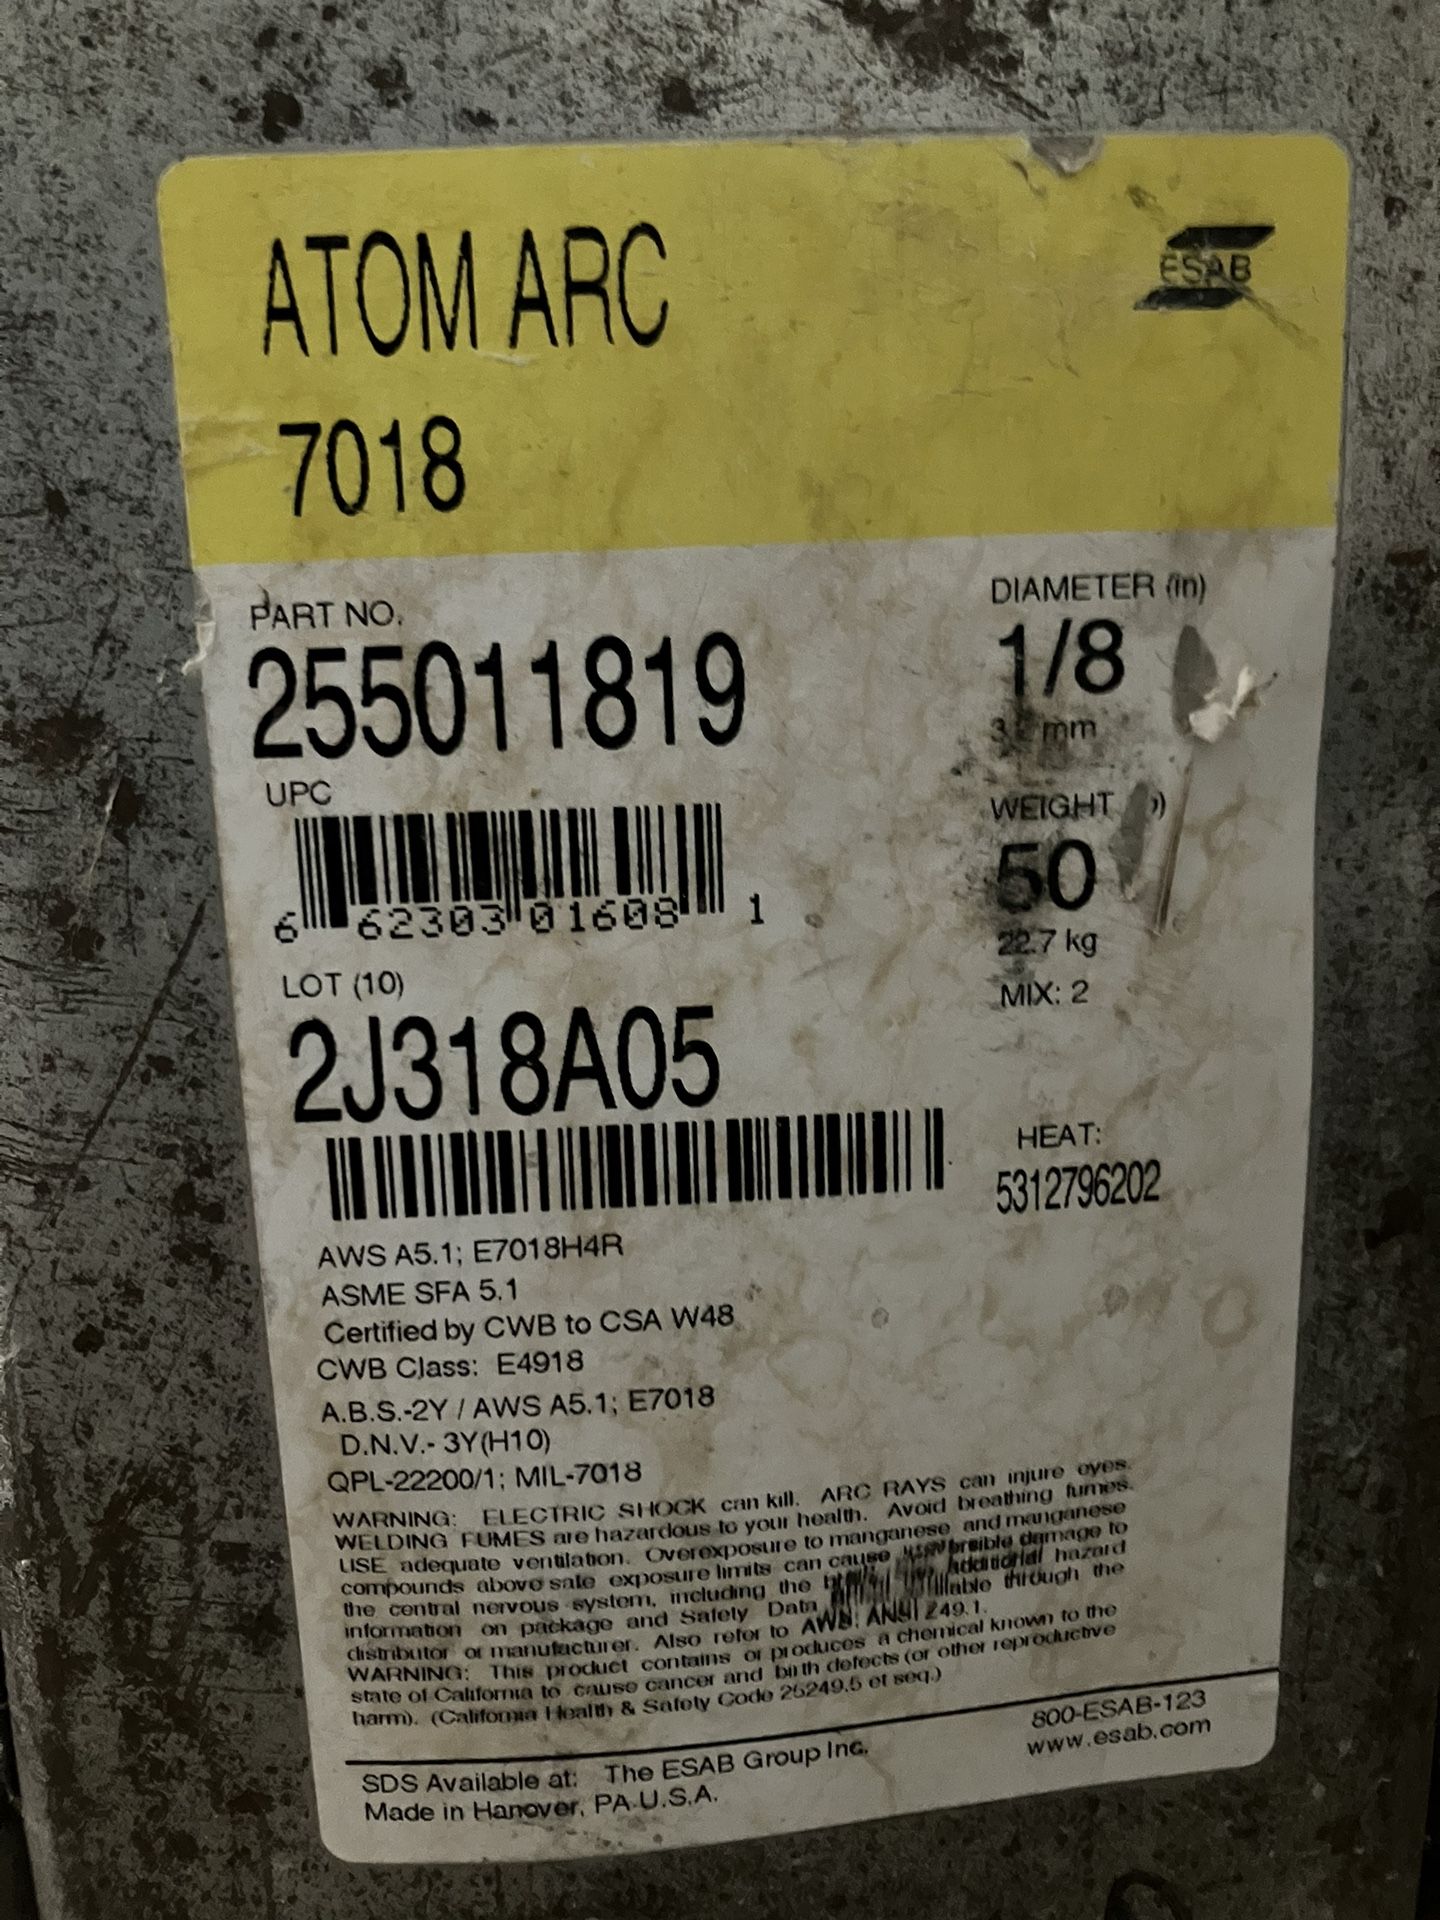 ATOM ARC
ESAB
7018
PART NO.
255011819
DIAMETER (in)
1/8
3.2 mm
UPC
6 62303 01608 1
WEIGHT
50
22.7 kg
MIX: 2
LOT (10)
2J318A05
HEAT:
5312796202
AWS A5.1; E7018H4R
ASME SFA 5.1
Certified by CWB to CSA W48
CWB Class: E4918
A.B.S.-2Y / AWS A5.1; E7018
D.N.V.- 3Y(H10)
QPL-22200/1; MIL-7018
WARNING: ELECTRIC SHOCK can kill. ARC RAYS can injure eyes.
WELDING FUMES are hazardous to your health. Avoid breathing fumes.
USE adequate ventilation. Overexposure to manganese and manganese
compounds above safe exposure limits can cause damage to
the central nervous system, including the hazard
information on package and Safety Data through the
distributor or manufacturer. Also refer to AWS: ANSI Z49.1.
WARNING: This product contains or produces a chemical known to the
state of California to cause cancer and birth defects (or other reproductive
harm). (California Health & Safety Code 25249.5 et seq.)
SDS Available at: The ESAB Group Inc.
Made in Hanover, PA U.S.A.
800-ESAB-123
www.esab.com